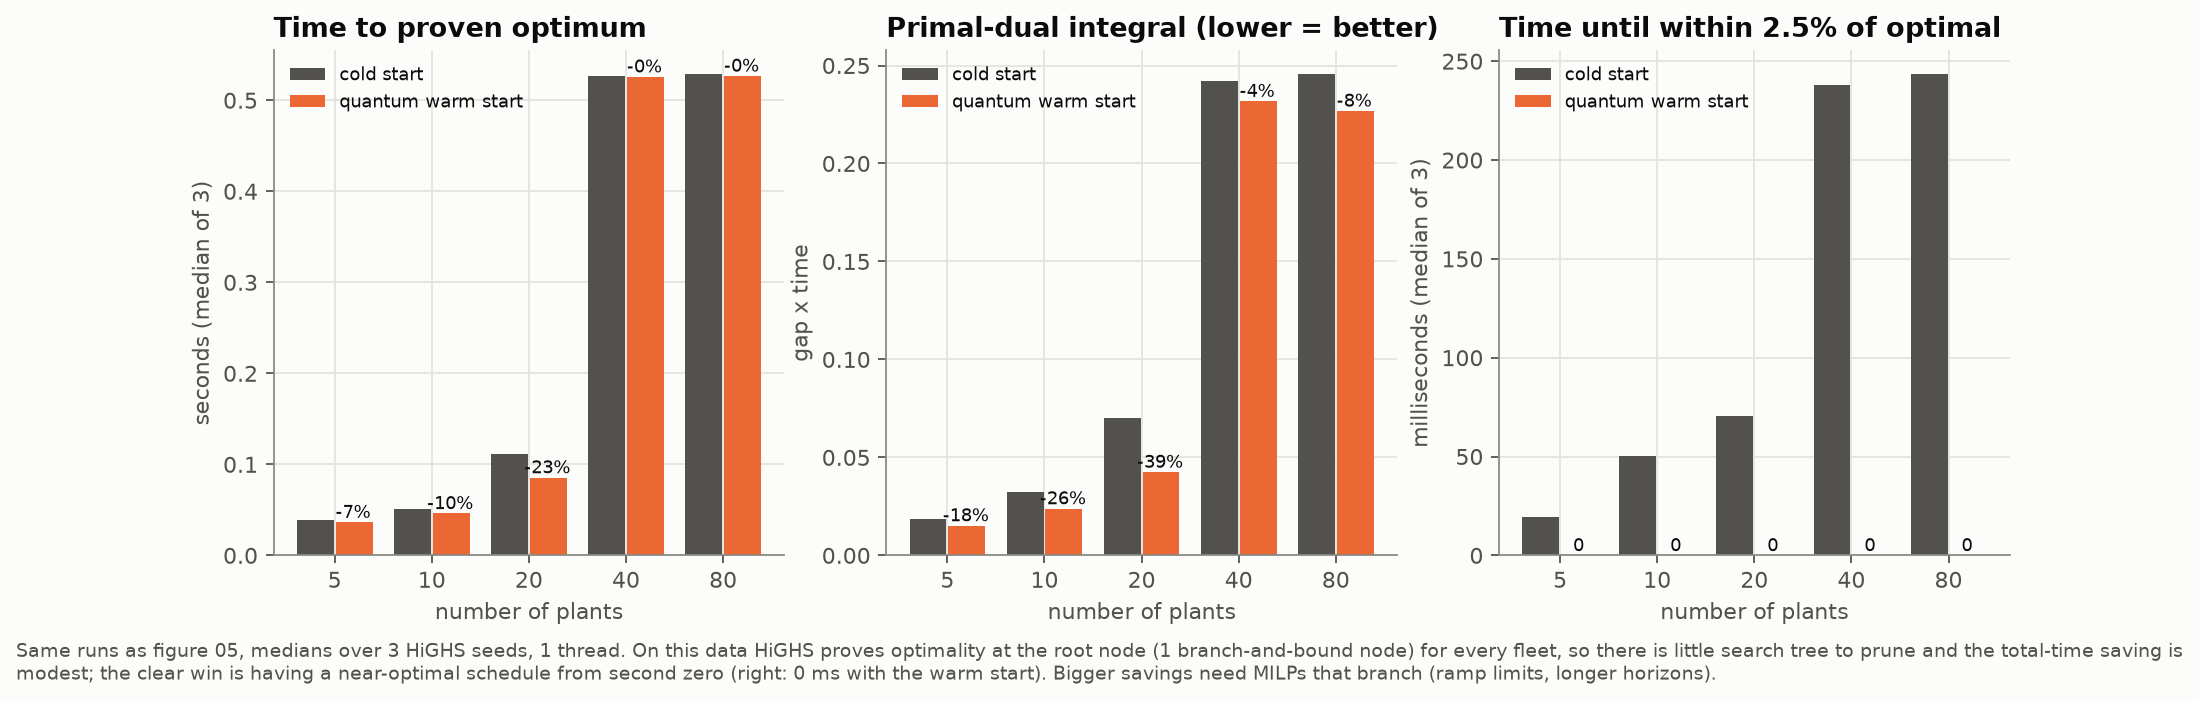 Time to proven optimum
cold start
quantum warm start
seconds (median of 3)
0.5
0.4
0.3
0.2
0.1
0.0
-7%
-10%
-23%
-0%
-0%
5 10 20 40 80
number of plants
Primal-dual integral (lower = better)
cold start
quantum warm start
gap x time
0.25
0.20
0.15
0.10
0.05
0.00
-18%
-26%
-39%
-4%
-8%
5 10 20 40 80
number of plants
Time until within 2.5% of optimal
cold start
quantum warm start
milliseconds (median of 3)
250
200
150
100
50
0
0 0 0 0 0
5 10 20 40 80
number of plants
Same runs as figure 05, medians over 3 HiGHS seeds, 1 thread. On this data HiGHS proves optimality at the root node (1 branch-and-bound node) for every fleet, so there is little search tree to prune and the total-time saving is
modest; the clear win is having a near-optimal schedule from second zero (right: 0 ms with the warm start). Bigger savings need MILPs that branch (ramp limits, longer horizons).